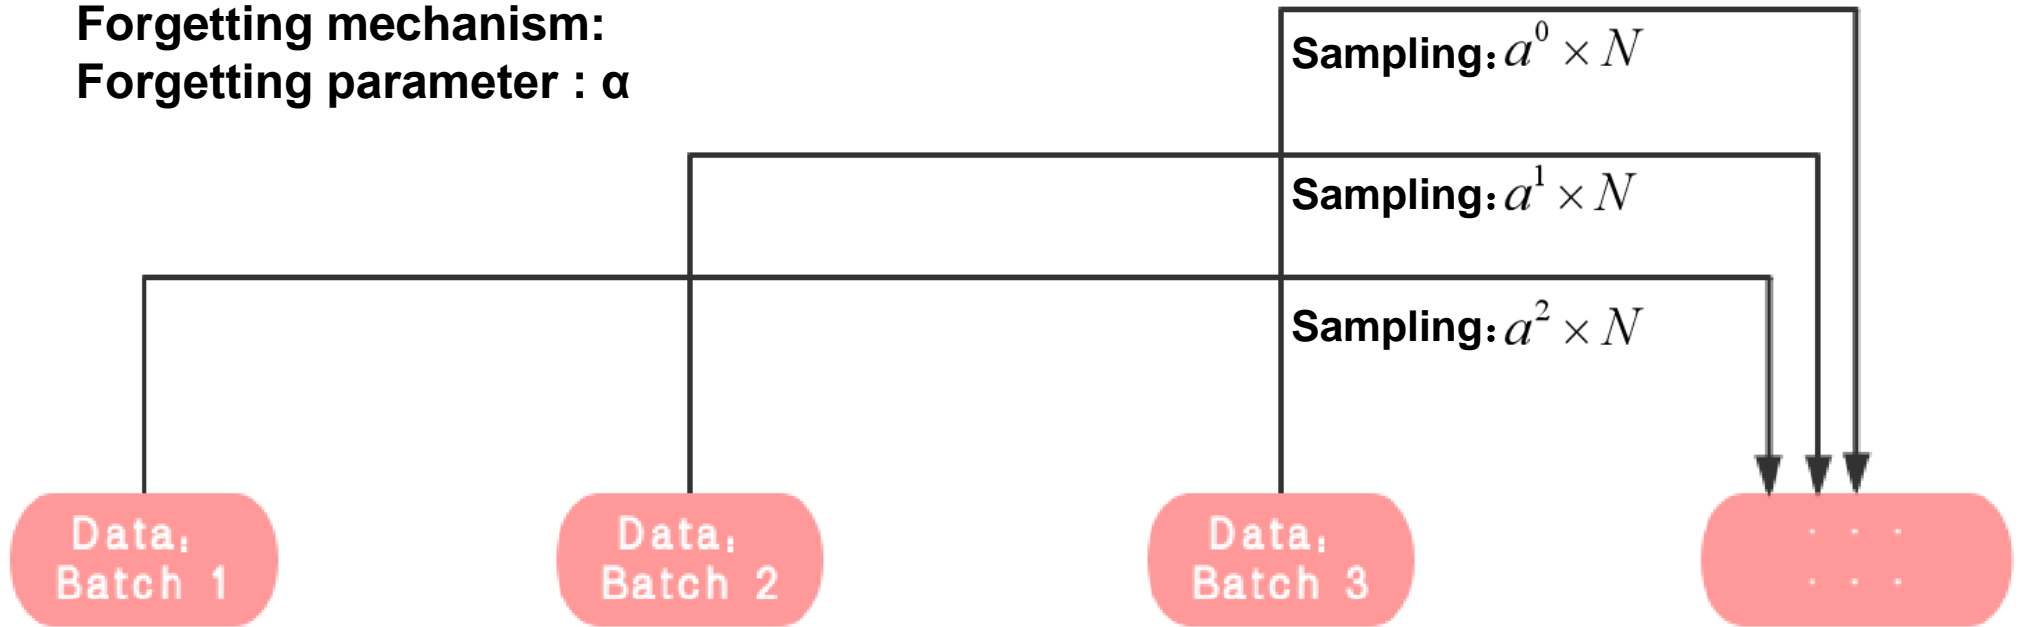 Forgetting mechanism:
Forgetting parameter : α
Sampling：a⁰ × N
Sampling：a¹ × N
Sampling：a² × N
Data：
Batch 1
Data：
Batch 2
Data：
Batch 3
· · ·
· · ·